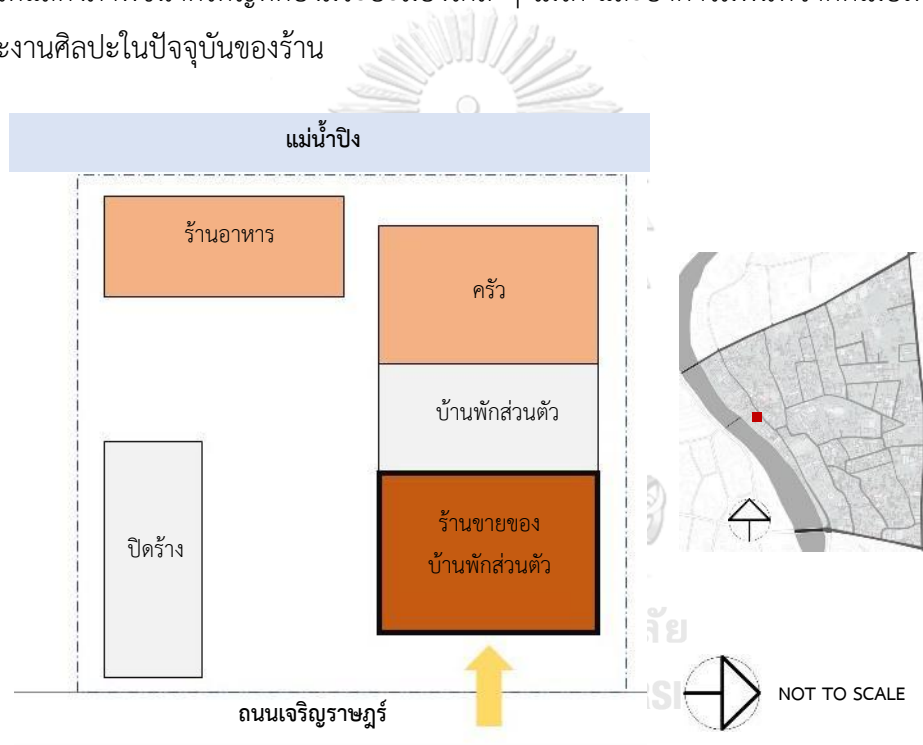 ะงานศิลปะในปัจจุบันของร้าน
แม่น้ำปิง
ร้านอาหาร
ครัว
บ้านพักส่วนตัว
ร้านขายของ
บ้านพักส่วนตัว
ปิดร้าง
ถนนเจริญราษฎร์
NOT TO SCALE